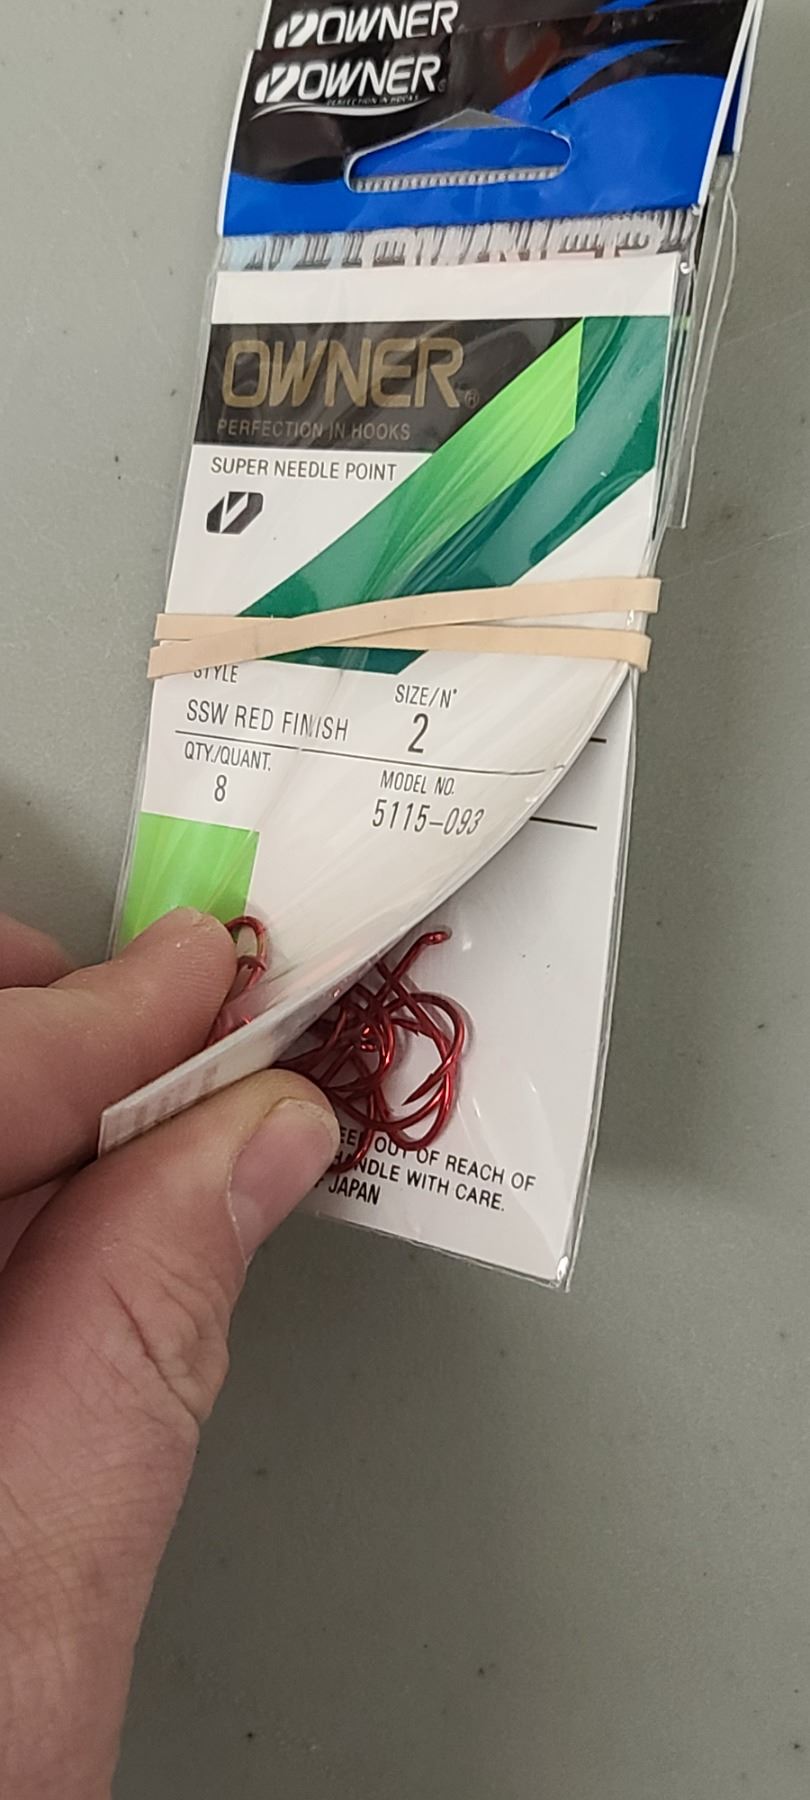 OWNER
OWNER®
PERFECTION IN HOOKS
OWNER®
PERFECTION IN HOOKS
SUPER NEEDLE POINT
STYLE
SIZE/N°
SSW RED FINISH
2
QTY./QUANT.
8
MODEL NO.
5115-093
OUT OF REACH OF
HANDLE WITH CARE.
JAPAN